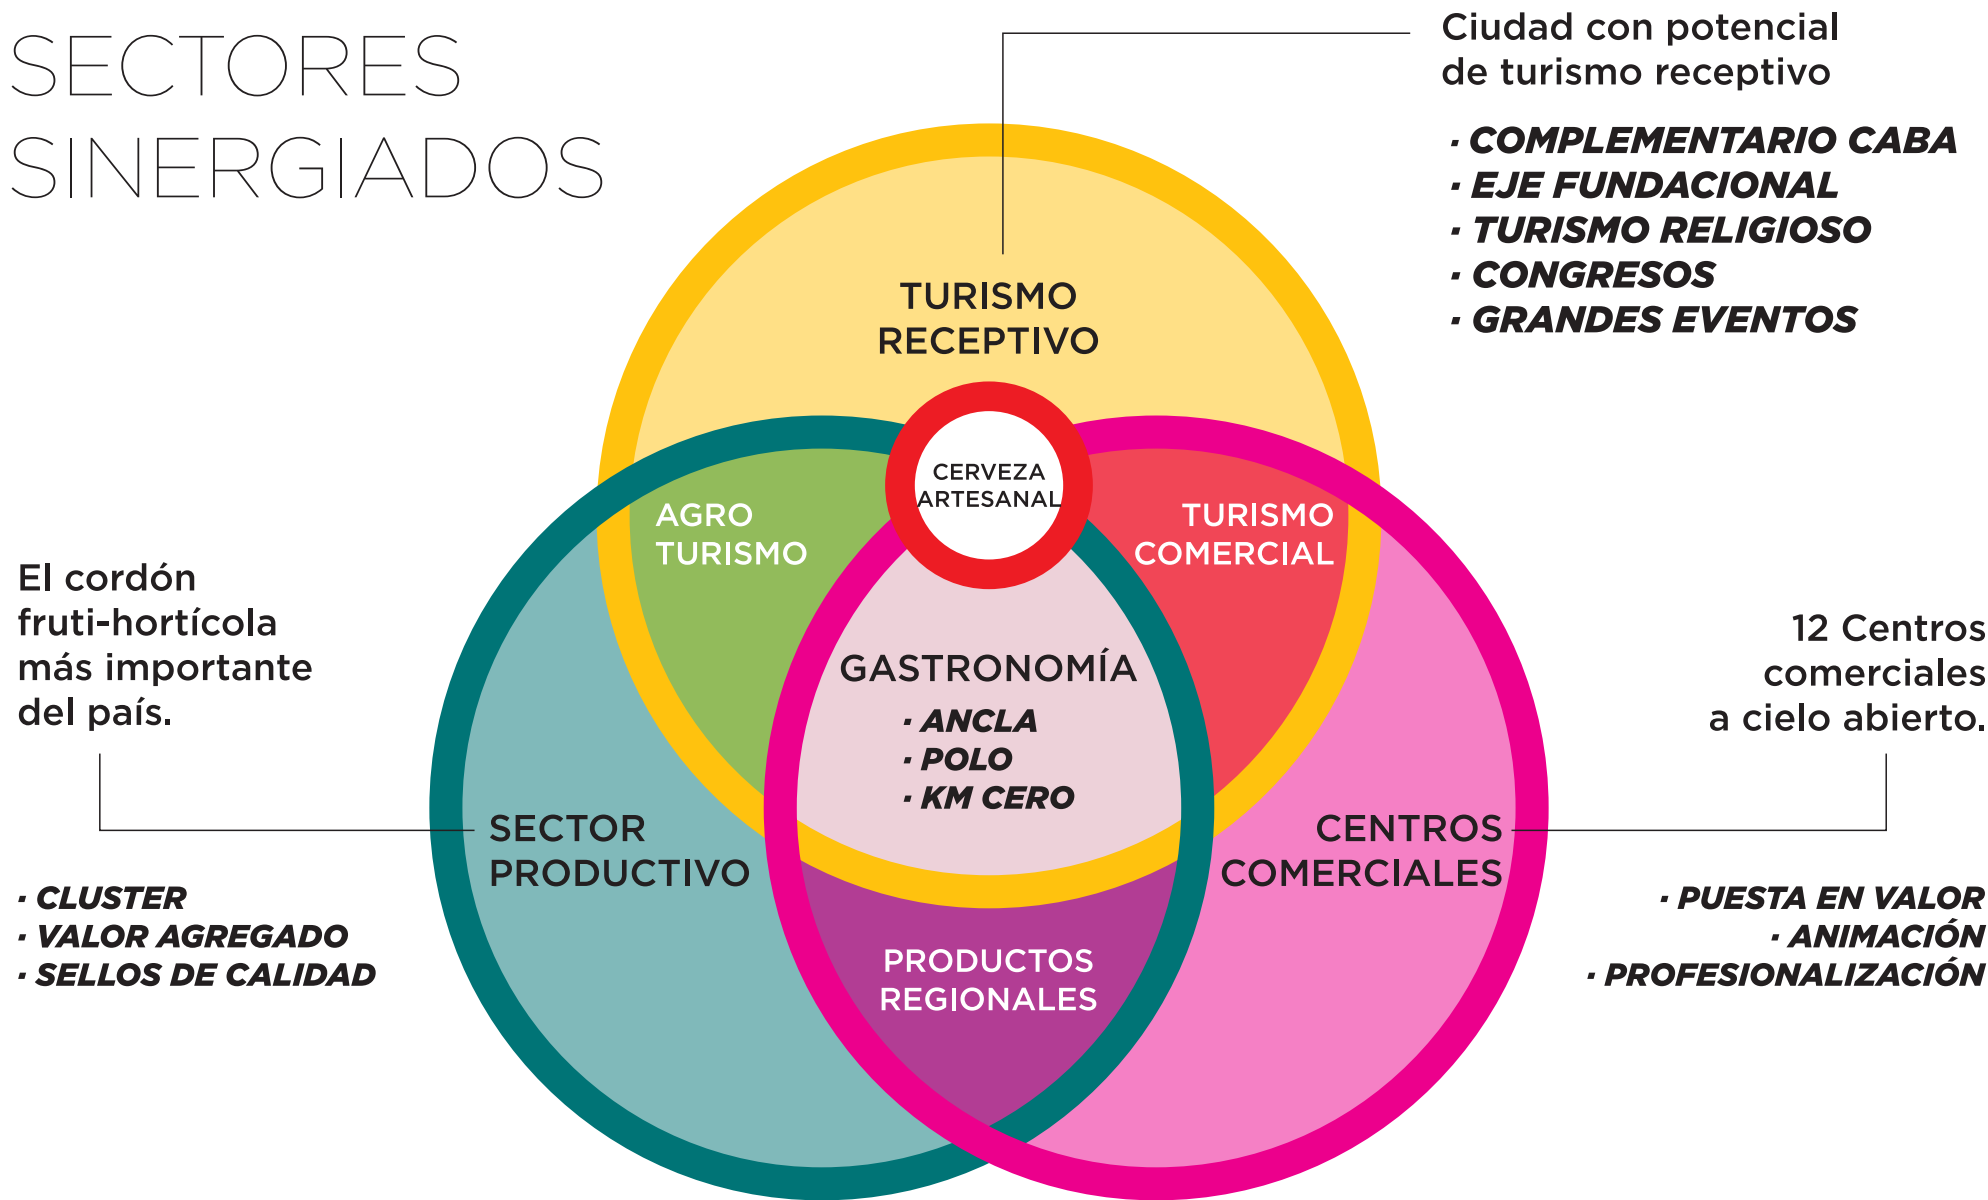 SECTORES
SINERGIADOS
Ciudad con potencial
de turismo receptivo
· COMPLEMENTARIO CABA
· EJE FUNDACIONAL
· TURISMO RELIGIOSO
· CONGRESOS
· GRANDES EVENTOS
TURISMO
RECEPTIVO
CERVEZA
ARTESANAL
AGRO
TURISMO
TURISMO
COMERCIAL
El cordón
fruti-hortícola
más importante
del país.
12 Centros
comerciales
a cielo abierto.
GASTRONOMÍA
· ANCLA
· POLO
· KM CERO
SECTOR
PRODUCTIVO
CENTROS
COMERCIALES
· CLUSTER
· VALOR AGREGADO
· SELLOS DE CALIDAD
· PUESTA EN VALOR
· ANIMACIÓN
· PROFESIONALIZACIÓN
PRODUCTOS
REGIONALES